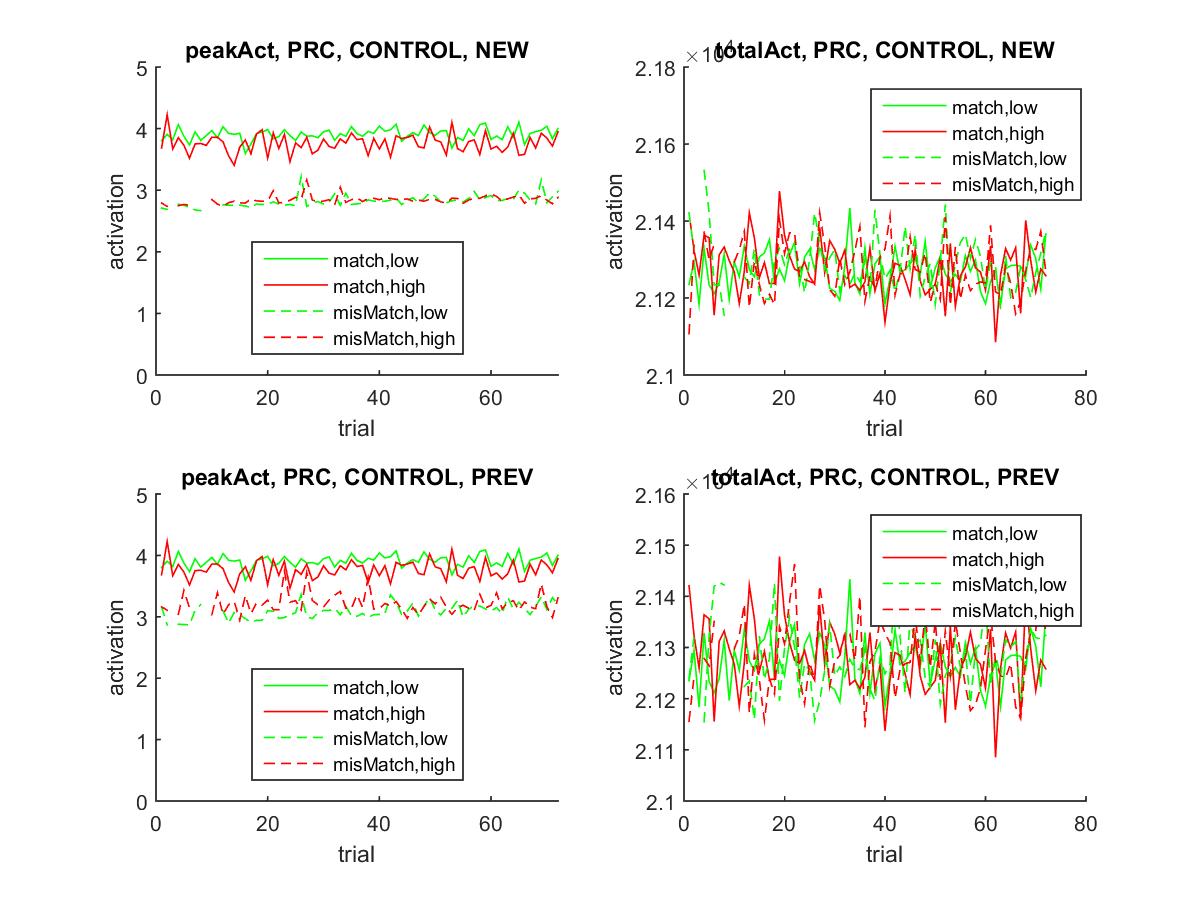 peakAct, PRC, CONTROL, NEW
5
4
3
2
1
0
activation
0 20 40 60
trial
match,low
match,high
misMatch,low
misMatch,high
totalAct, PRC, CONTROL, NEW
×10⁴
2.18
2.16
2.14
2.12
2.1
activation
0 20 40 60 80
trial
match,low
match,high
misMatch,low
misMatch,high
peakAct, PRC, CONTROL, PREV
5
4
3
2
1
0
activation
0 20 40 60
trial
match,low
match,high
misMatch,low
misMatch,high
totalAct, PRC, CONTROL, PREV
×10⁴
2.16
2.15
2.14
2.13
2.12
2.11
2.1
activation
0 20 40 60 80
trial
match,low
match,high
misMatch,low
misMatch,high